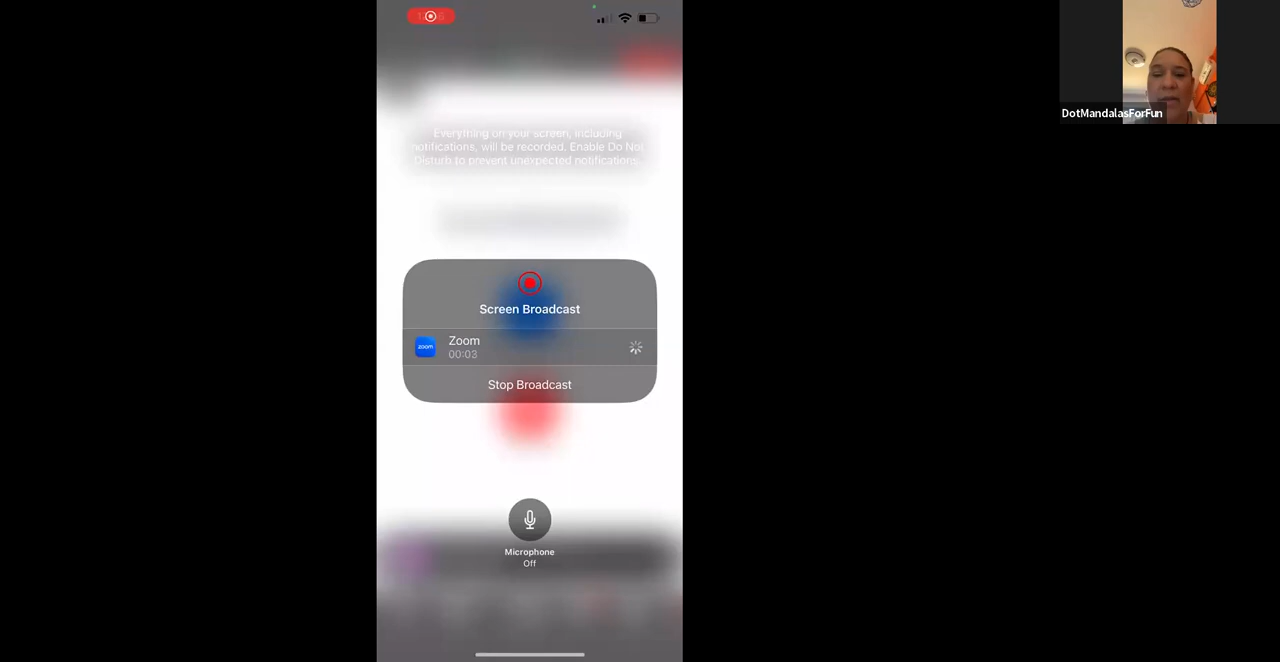 Everything on your screen, including
notifications, will be recorded. Enable Do Not
Disturb to prevent unexpected notifications.
Screen Broadcast
zoom
Zoom
00:03
Stop Broadcast
Microphone
Off
DotMandalasForFun